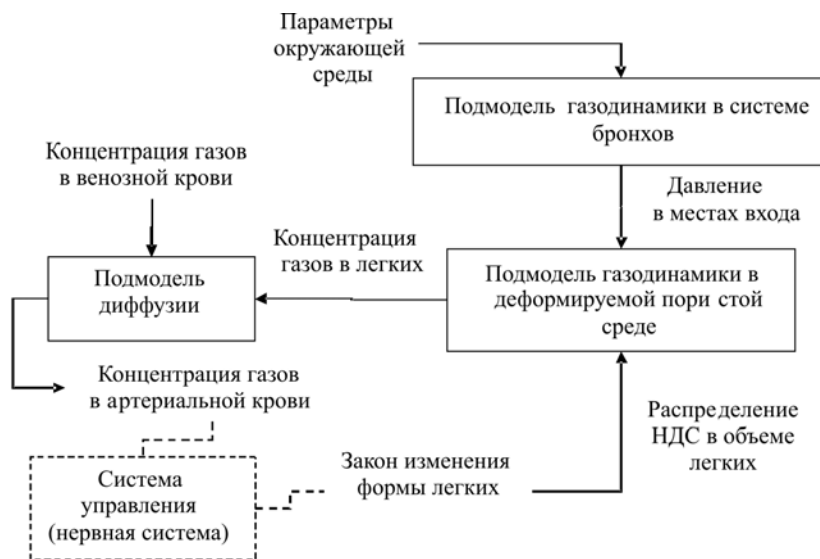 Параметры
окружающей
среды
Подмодель газодинамики в системе
бронхов
Концентрация газов
в венозной крови
Давление
в местах входа
Концентрация
газов в легких
Подмодель
диффузии
Подмодель газодинамики в
деформируемой пори стой
среде
Концентрация газов
в артериальной крови
Распределение
НДС в объеме
легких
Закон изменения
формы легких
Система
управления
(нервная система)